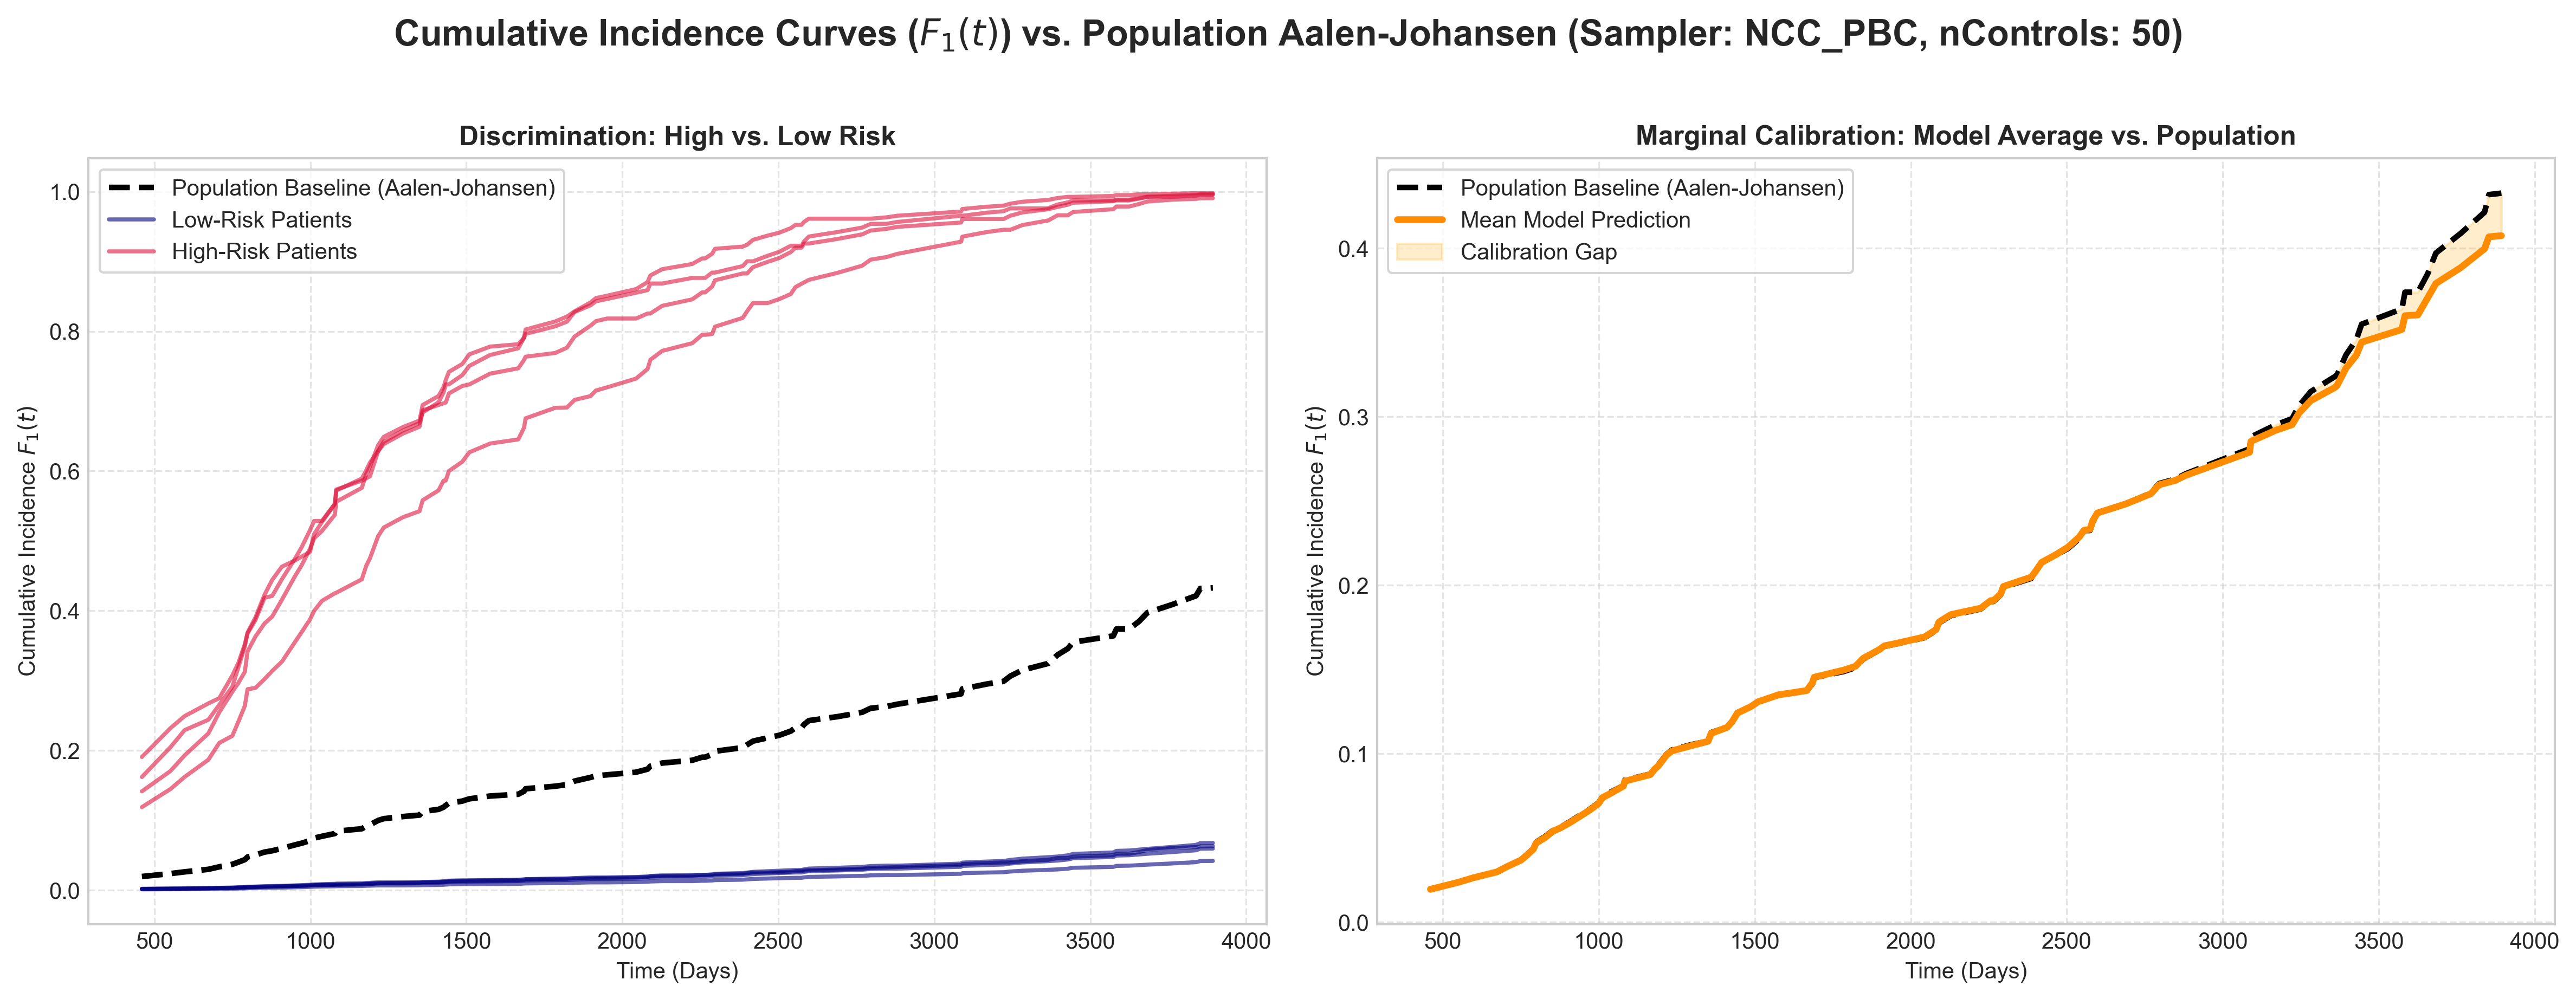 Cumulative Incidence Curves (F₁(t)) vs. Population Aalen-Johansen (Sampler: NCC_PBC, nControls: 50)
Discrimination: High vs. Low Risk
Population Baseline (Aalen-Johansen)
Low-Risk Patients
High-Risk Patients
Cumulative Incidence F₁(t)
1.0
0.8
0.6
0.4
0.2
0.0
500 1000 1500 2000 2500 3000 3500 4000
Time (Days)
Marginal Calibration: Model Average vs. Population
Population Baseline (Aalen-Johansen)
Mean Model Prediction
Calibration Gap
Cumulative Incidence F₁(t)
0.4
0.3
0.2
0.1
0.0
500 1000 1500 2000 2500 3000 3500 4000
Time (Days)